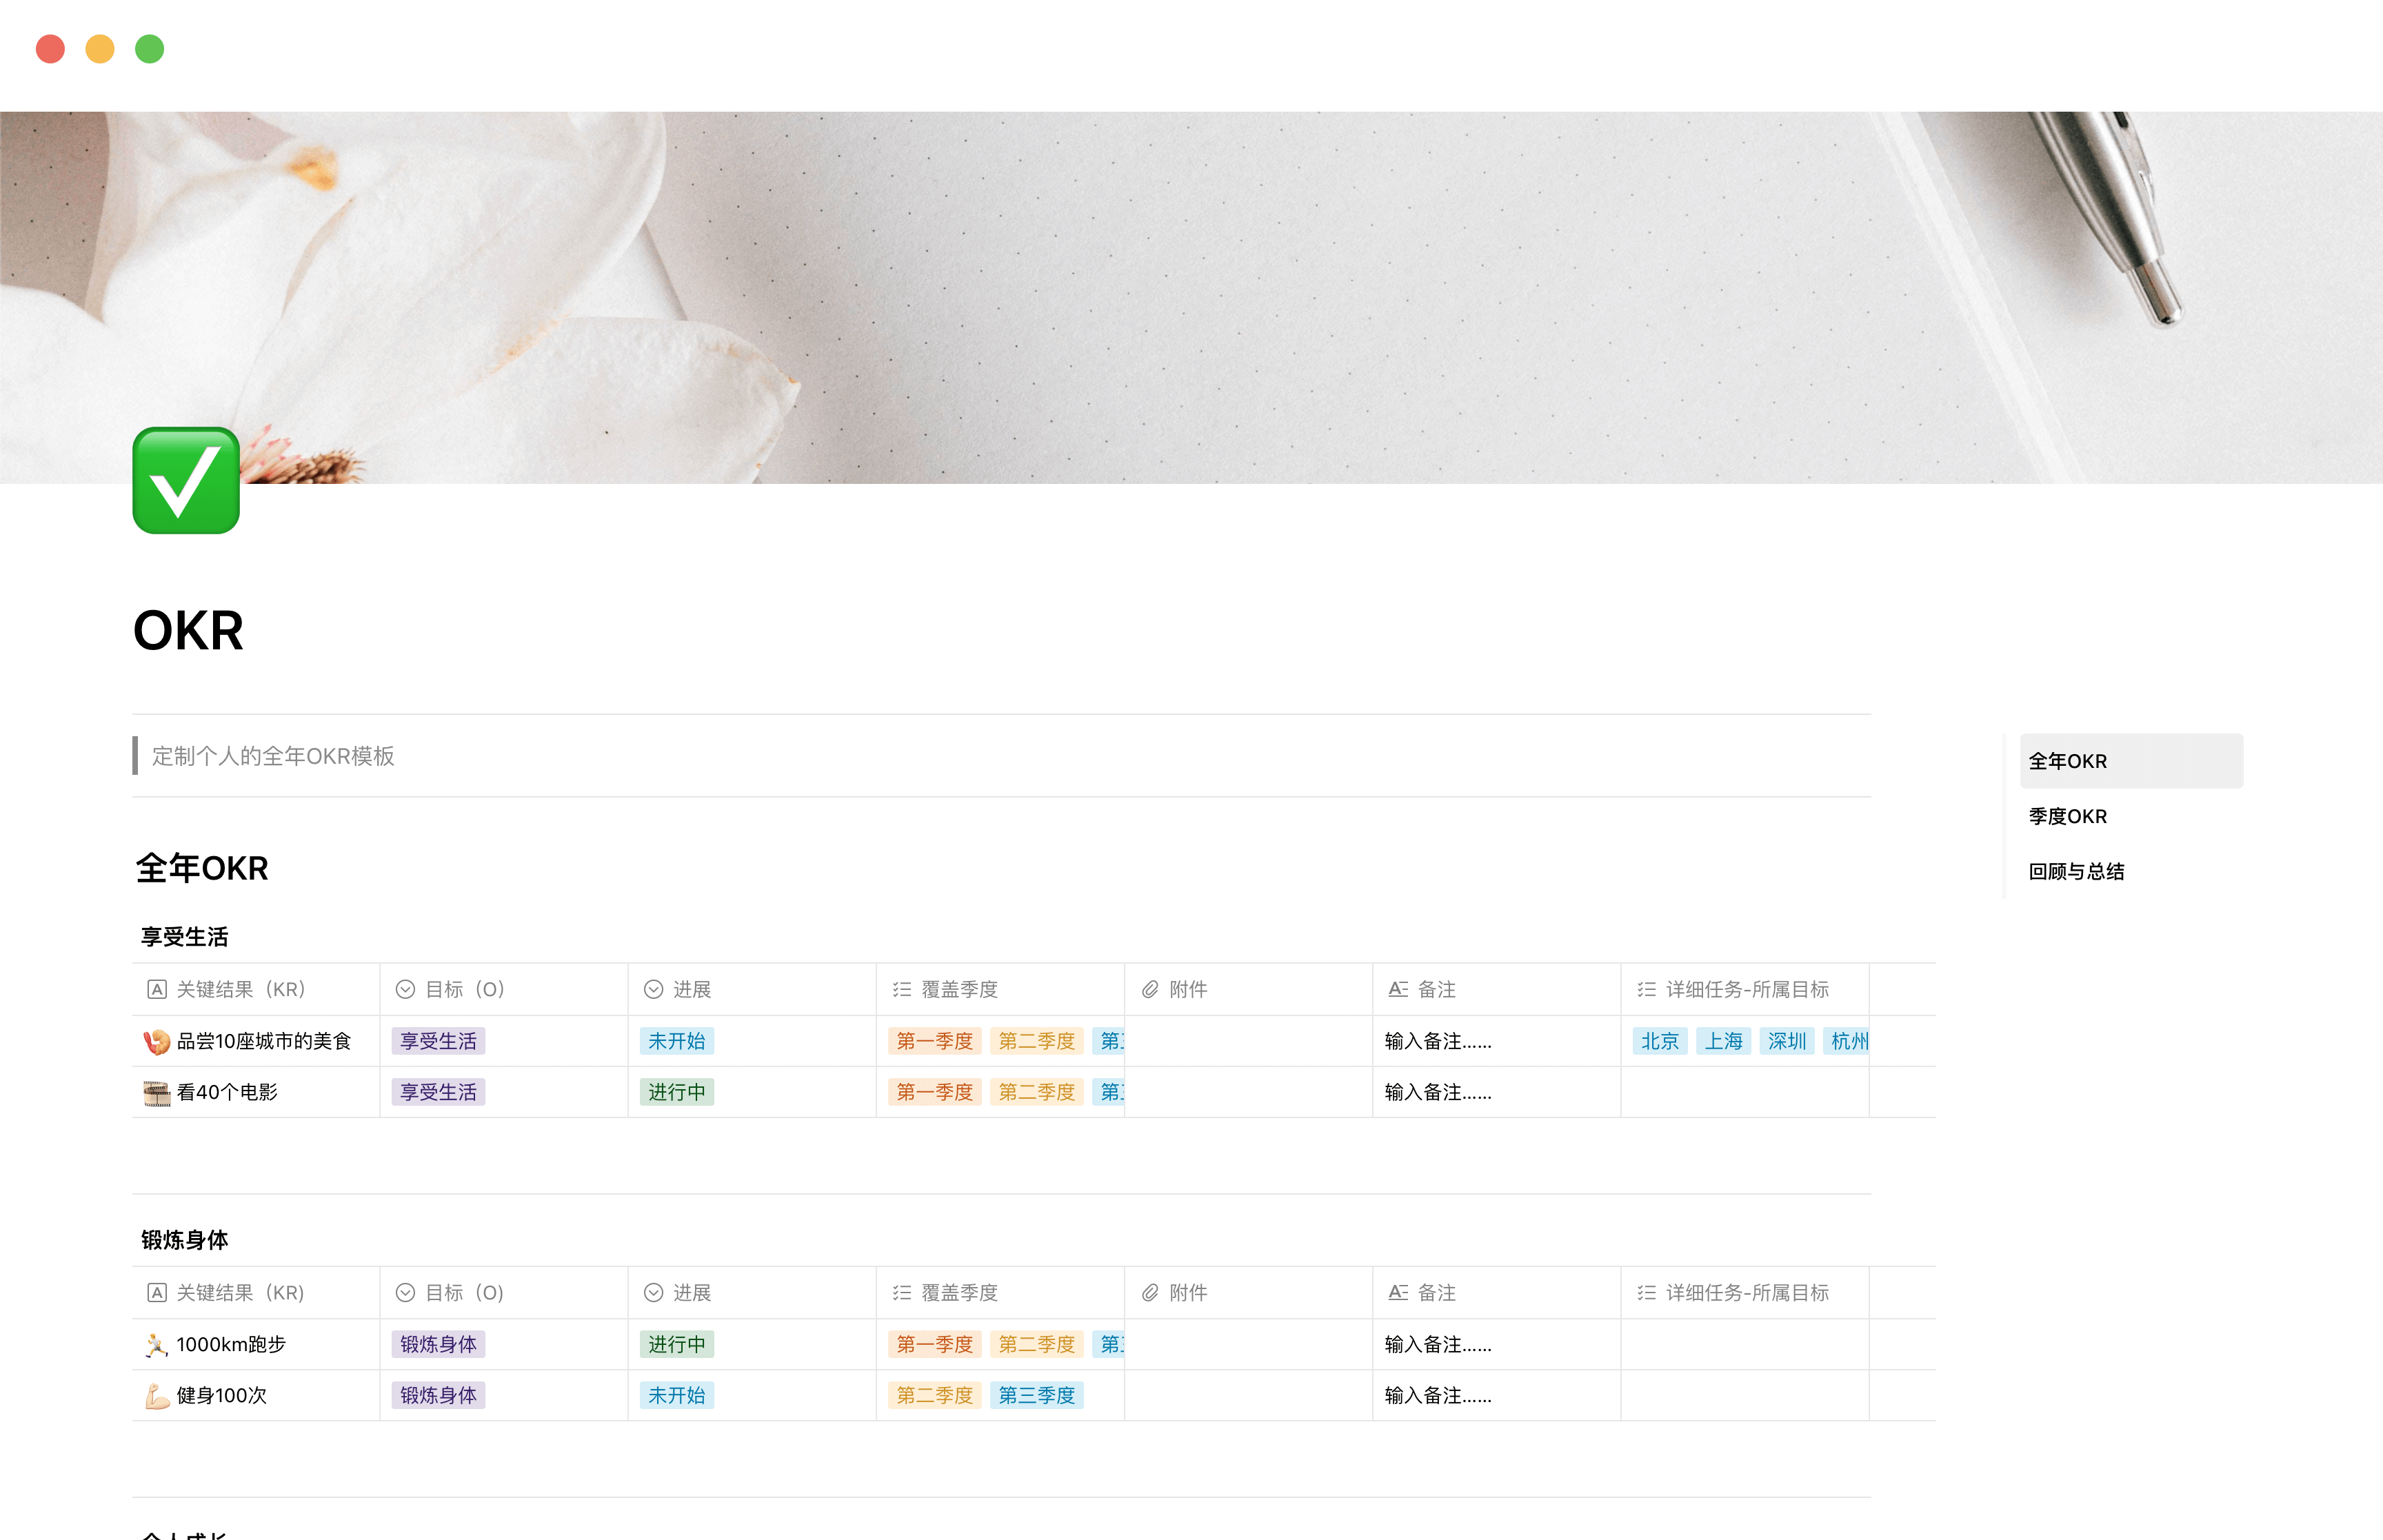 OKR
定制个人的全年OKR模板
全年OKR
季度OKR
回顾与总结
全年OKR
享受生活
关键结果（KR） 目标（O） 进展 覆盖季度 附件 备注 详细任务-所属目标
品尝10座城市的美食 享受生活 未开始 第一季度 第二季度 第 输入备注…… 北京 上海 深圳 杭州
看40个电影 享受生活 进行中 第一季度 第二季度 第 输入备注……
锻炼身体
关键结果（KR） 目标（O） 进展 覆盖季度 附件 备注 详细任务-所属目标
1000km跑步 锻炼身体 进行中 第一季度 第二季度 第 输入备注……
健身100次 锻炼身体 未开始 第二季度 第三季度 输入备注……